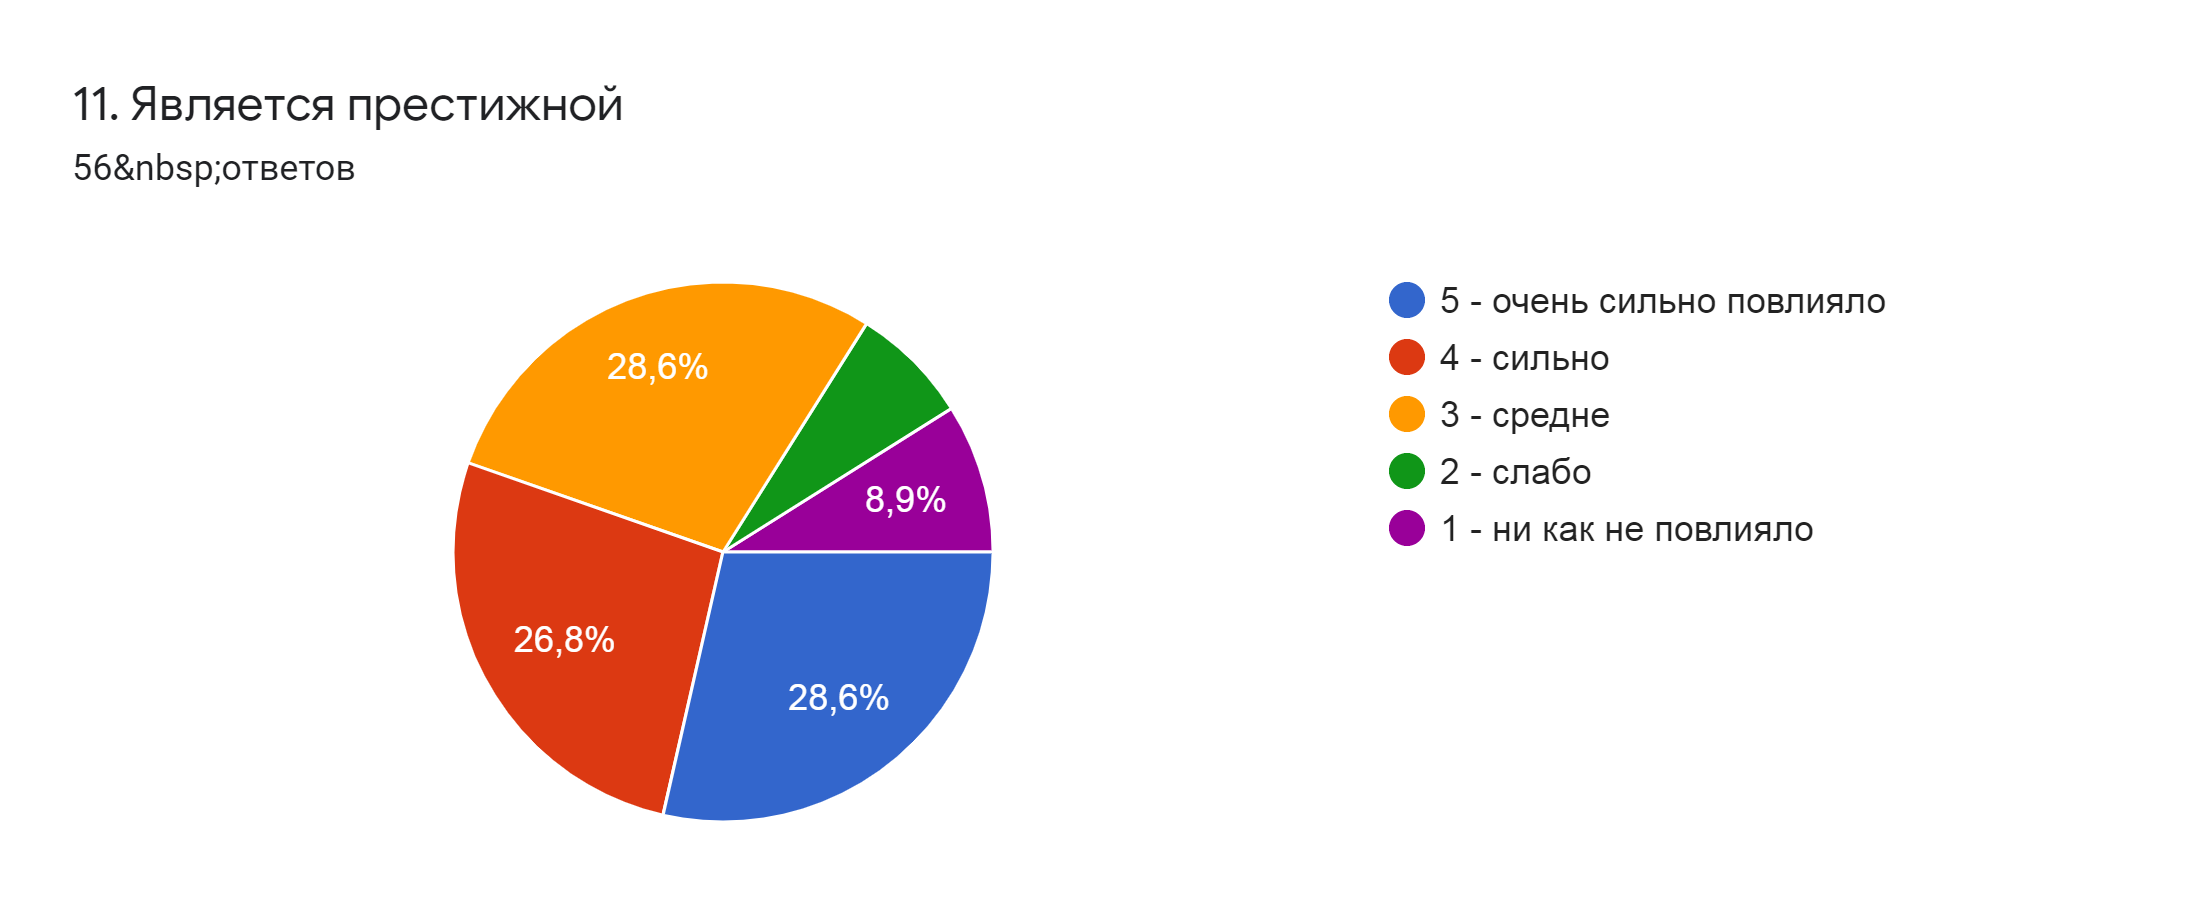 11. Является престижной
56&nbsp;ответов
28,6%
8,9%
26,8%
28,6%
5 - очень сильно повлияло
4 - сильно
3 - средне
2 - слабо
1 - ни как не повлияло